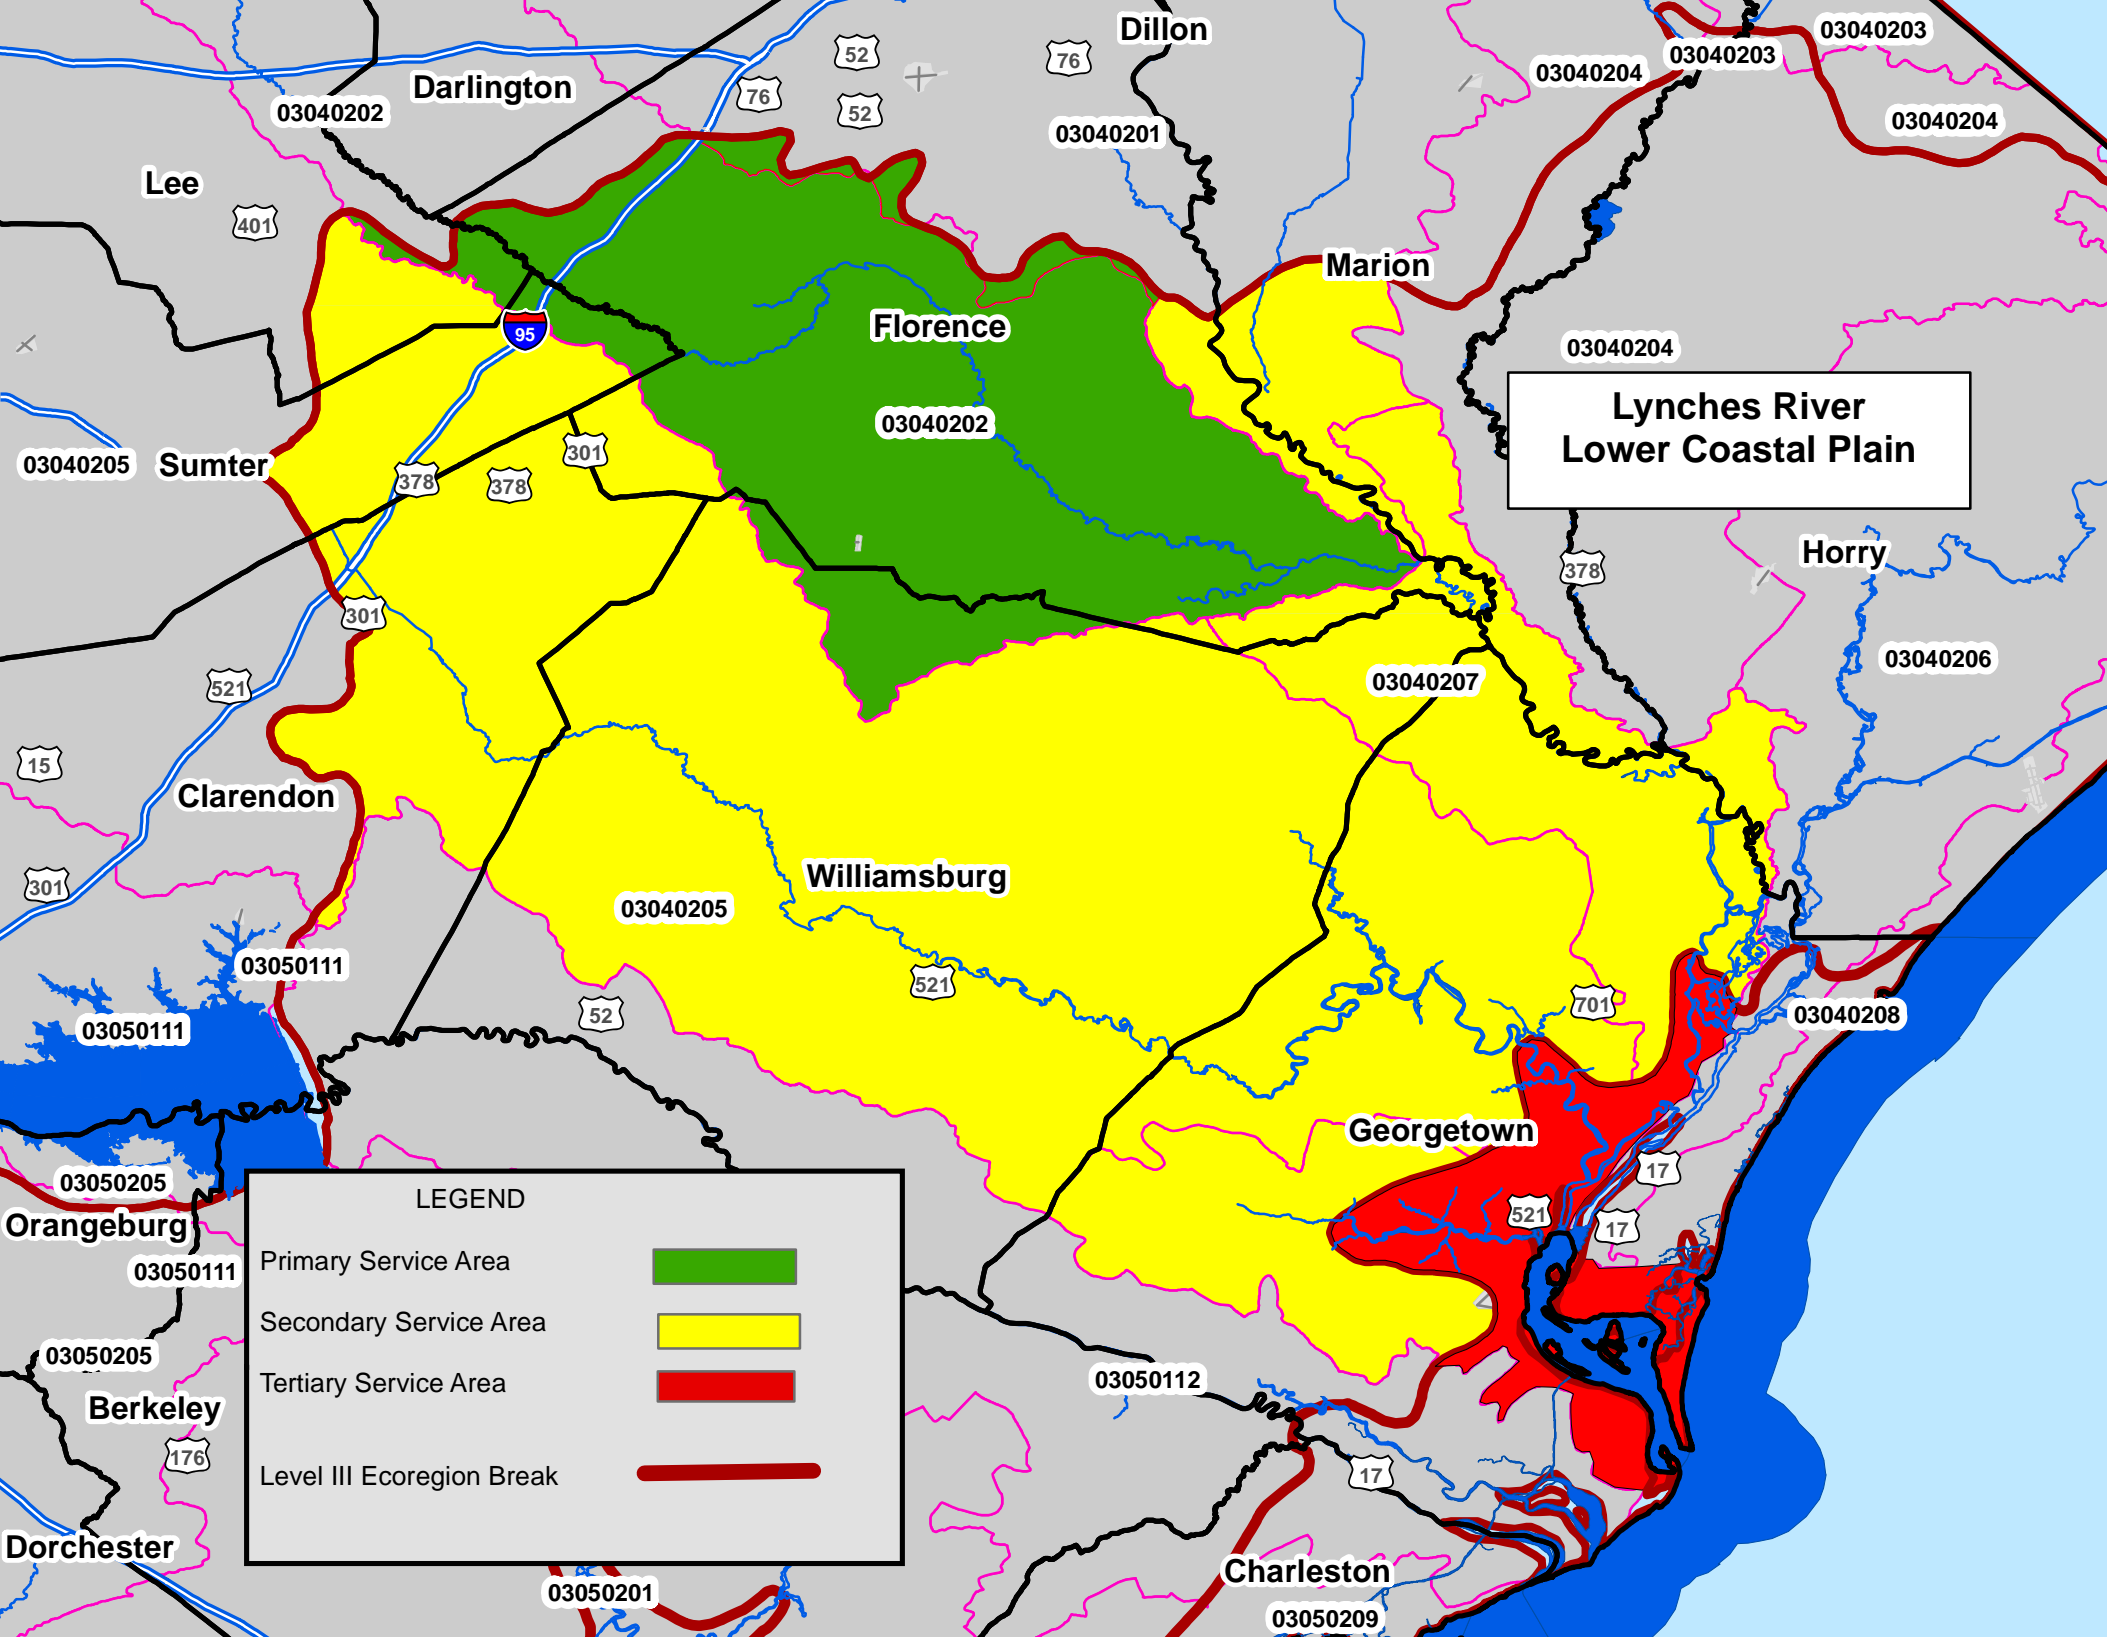 Dillon
03040203
03040203
52
76
03040204
Darlington
76
52
03040202
03040201
03040204
Lee
401
Marion
95
Florence
03040204
Lynches River
Lower Coastal Plain
03040202
301
03040205
Sumter
378
378
Horry
378
301
03040206
03040207
521
15
Clarendon
Williamsburg
301
03040205
03050111
521
701
52
03040208
03050111
Georgetown
17
03050205
521
17
Orangeburg
LEGEND
03050111
Primary Service Area
Secondary Service Area
03050205
Tertiary Service Area
03050112
Berkeley
176
17
Level III Ecoregion Break
Dorchester
Charleston
03050201
03050209